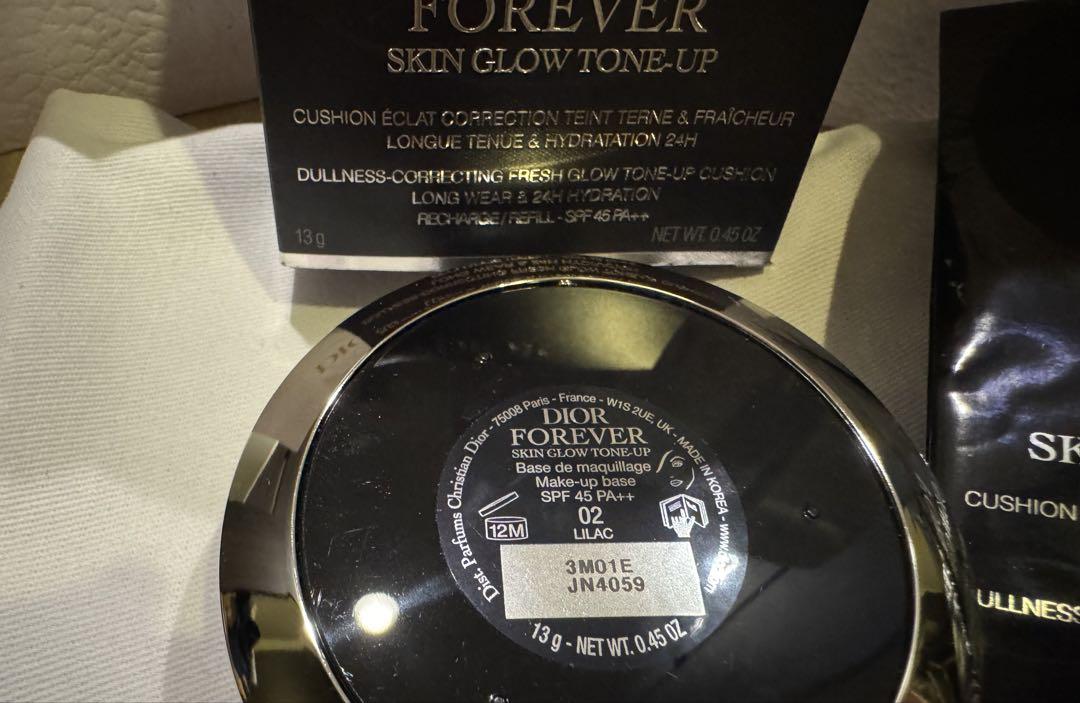 FOREVER
SKIN GLOW TONE-UP
CUSHION ÉCLAT CORRECTION TEINT TERNE & FRAÎCHEUR
LONGUE TENUE & HYDRATATION 24H
DULLNESS-CORRECTING FRESH GLOW TONE-UP CUSHION
LONG WEAR & 24H HYDRATION
RECHARGE / REFILL - SPF 45 PA++
13 g
NET WT. 0.45 OZ
Dist. Parfums Christian Dior - 75008 Paris - France - W1S 2UE, UK - MADE IN KOREA -
DIOR
FOREVER
SKIN GLOW TONE-UP
Base de maquillage
Make-up base
SPF 45 PA++
02
LILAC
12M
3M01E
JN4059
13 g - NET WT. 0.45 OZ
SK
CUSHION
ULLNESS